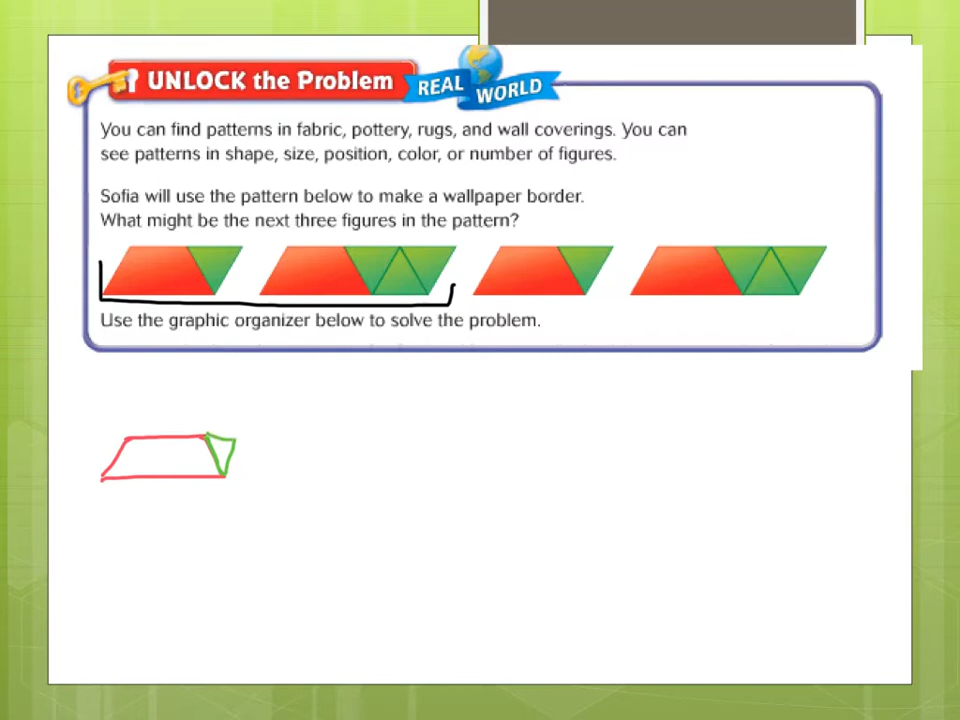 UNLOCK the Problem REAL WORLD
You can find patterns in fabric, pottery, rugs, and wall coverings. You can
see patterns in shape, size, position, color, or number of figures.
Sofia will use the pattern below to make a wallpaper border.
What might be the next three figures in the pattern?
Use the graphic organizer below to solve the problem.